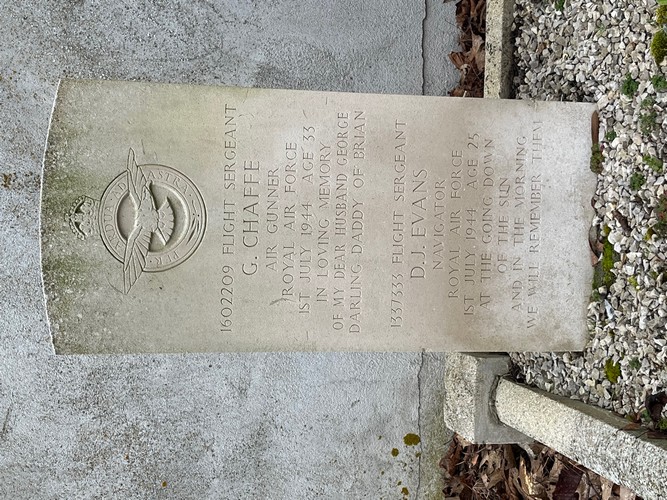 PER ARDUA AD ASTRA
1602209 FLIGHT SERGEANT
G. CHAFFE
AIR GUNNER
ROYAL AIR FORCE
1ST JULY 1944 AGE 33
IN LOVING MEMORY
OF MY DEAR HUSBAND GEORGE
DARLING DADDY OF BRIAN
1337333 FLIGHT SERGEANT
D.J. EVANS
NAVIGATOR
ROYAL AIR FORCE
1ST JULY 1944 AGE 25
AT THE GOING DOWN
OF THE SUN
AND IN THE MORNING
WE WILL REMEMBER THEM